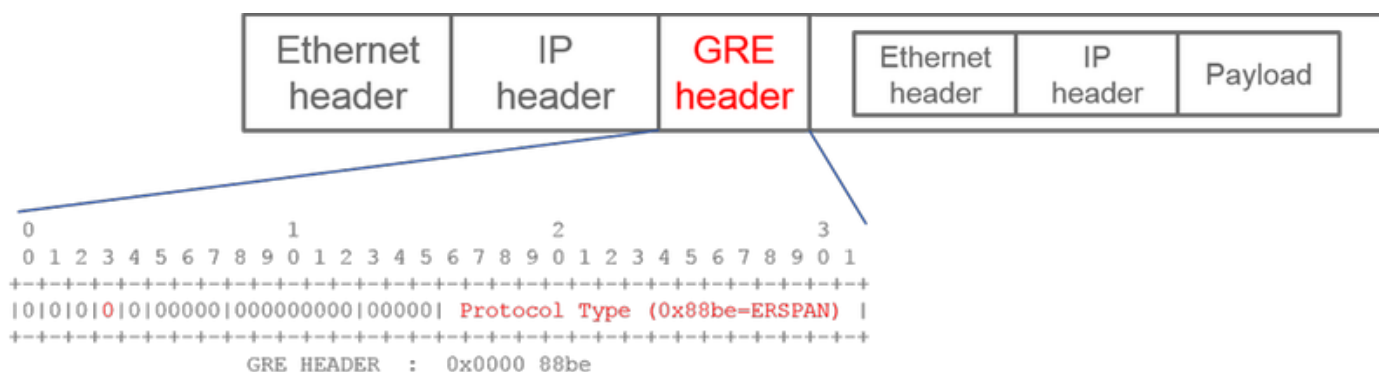 Ethernet header
IP header
GRE header
Ethernet header
IP header
Payload
0 1 2 3
0 1 2 3 4 5 6 7 8 9 0 1 2 3 4 5 6 7 8 9 0 1 2 3 4 5 6 7 8 9 0 1
+-+-+-+-+-+-+-+-+-+-+-+-+-+-+-+-+-+-+-+-+-+-+-+-+-+-+-+-+-+-+-+-+
|0|0|0|0|0|00000|000000000|00000| Protocol Type (0x88be=ERSPAN) |
+-+-+-+-+-+-+-+-+-+-+-+-+-+-+-+-+-+-+-+-+-+-+-+-+-+-+-+-+-+-+-+-+
GRE HEADER : 0x0000 88be